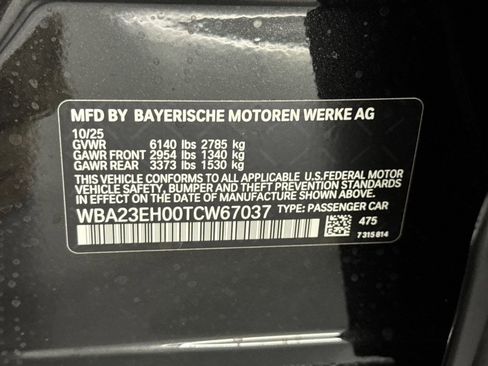 MFD BY BAYERISCHE MOTOREN WERKE AG
10/25
GVWR 6140 lbs 2785 kg
GAWR FRONT 2954 lbs 1340 kg
GAWR REAR 3373 lbs 1530 kg
THIS VEHICLE CONFORMS TO ALL APPLICABLE U.S.FEDERAL MOTOR
VEHICLE SAFETY, BUMPER AND THEFT PREVENTION STANDARDS
IN EFFECT ON THE DATE OF MANUFACTURE SHOWN ABOVE.
WBA23EH00TCW67037 TYPE: PASSENGER CAR
475
7 315 814